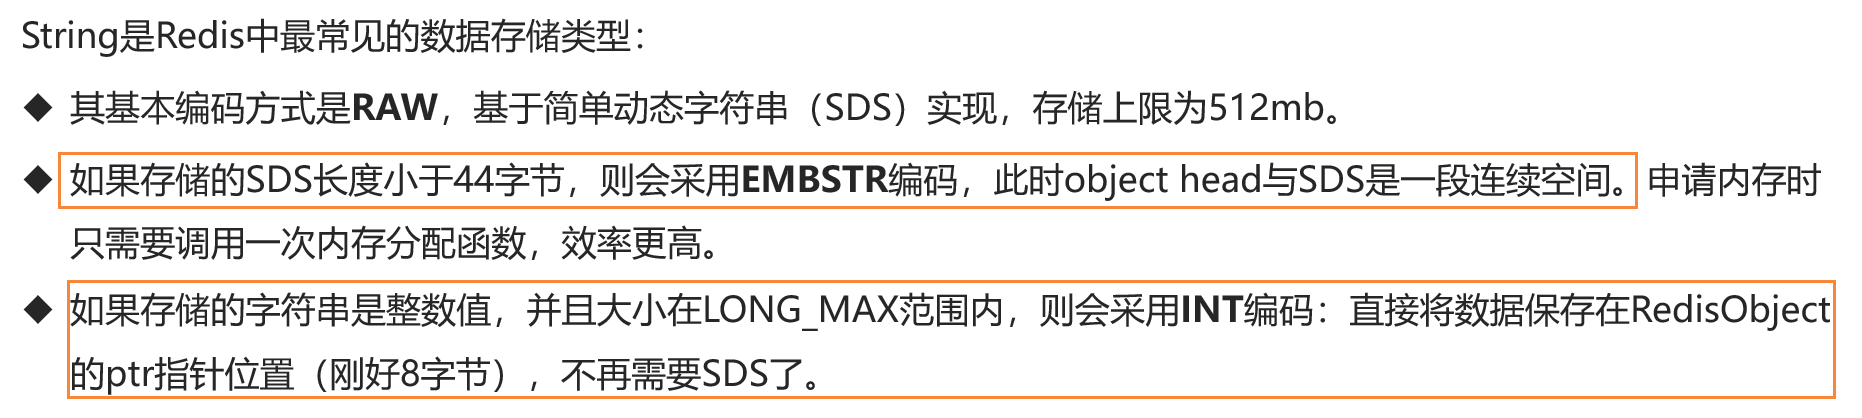 String是Redis中最常见的数据存储类型：
◆ 其基本编码方式是RAW，基于简单动态字符串（SDS）实现，存储上限为512mb。
◆ 如果存储的SDS长度小于44字节，则会采用EMBSTR编码，此时object head与SDS是一段连续空间。申请内存时
只需要调用一次内存分配函数，效率更高。
◆ 如果存储的字符串是整数值，并且大小在LONG_MAX范围内，则会采用INT编码：直接将数据保存在RedisObject
的ptr指针位置（刚好8字节），不再需要SDS了。